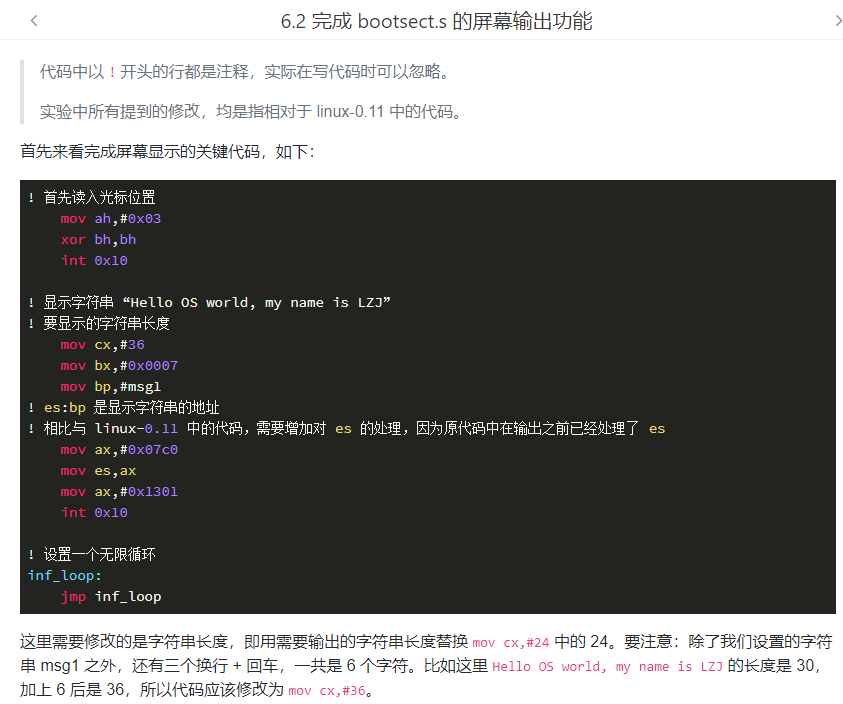 6.2 完成 bootsect.s 的屏幕输出功能
代码中以 ! 开头的行都是注释，实际在写代码时可以忽略。
实验中所有提到的修改，均是指相对于 linux-0.11 中的代码。
首先来看完成屏幕显示的关键代码，如下：
! 首先读入光标位置
mov ah,#0x03
xor bh,bh
int 0x10
! 显示字符串 “Hello OS world, my name is LZJ”
! 要显示的字符串长度
mov cx,#36
mov bx,#0x0007
mov bp,#msg1
! es:bp 是显示字符串的地址
! 相比与 linux-0.11 中的代码，需要增加对 es 的处理，因为原代码中在输出之前已经处理了 es
mov ax,#0x07c0
mov es,ax
mov ax,#0x1301
int 0x10
! 设置一个无限循环
inf_loop:
jmp inf_loop
这里需要修改的是字符串长度，即用需要输出的字符串长度替换 mov cx,#24 中的 24。要注意：除了我们设置的字符
串 msg1 之外，还有三个换行 + 回车，一共是 6 个字符。比如这里 Hello OS world, my name is LZJ 的长度是 30，
加上 6 后是 36，所以代码应该修改为 mov cx,#36。